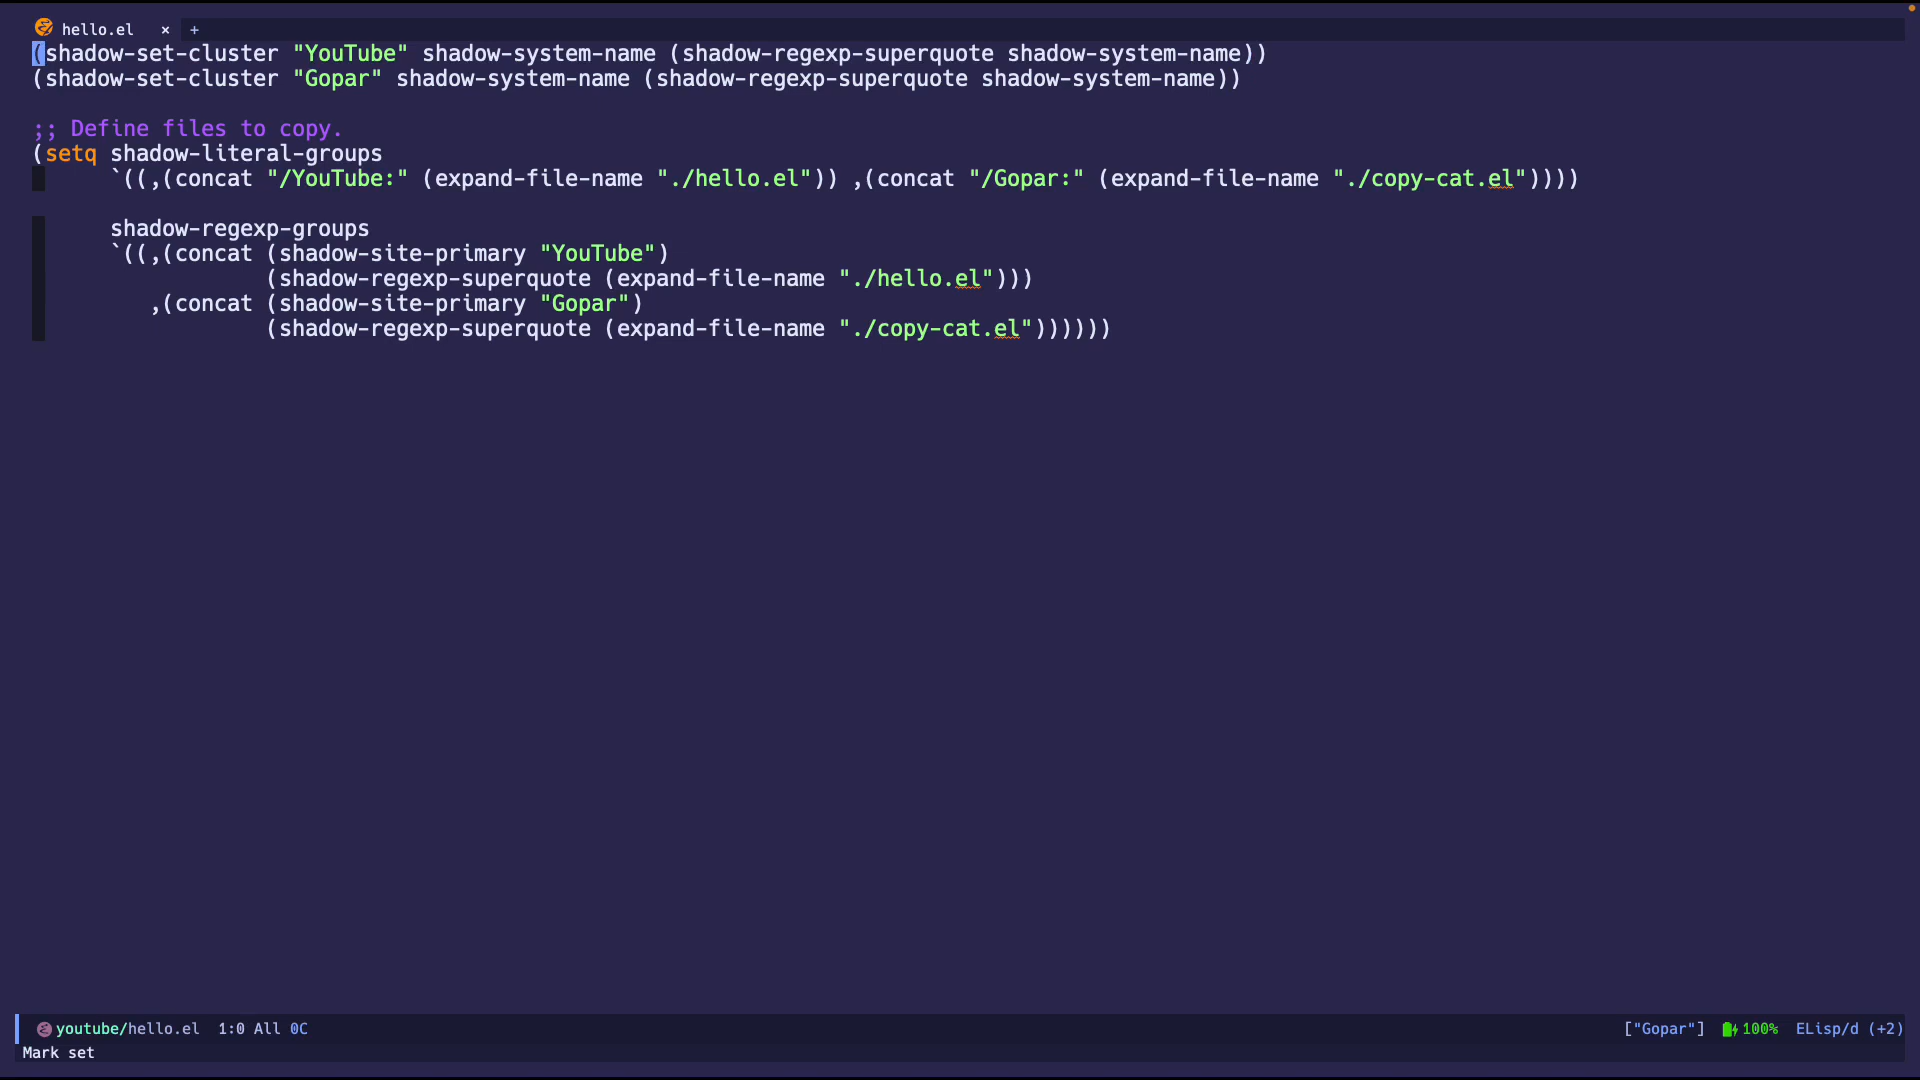 hello.el × +
(shadow-set-cluster "YouTube" shadow-system-name (shadow-regexp-superquote shadow-system-name))
(shadow-set-cluster "Gopar" shadow-system-name (shadow-regexp-superquote shadow-system-name))
;; Define files to copy.
(setq shadow-literal-groups
`((,(concat "/YouTube:" (expand-file-name "./hello.el")) ,(concat "/Gopar:" (expand-file-name "./copy-cat.el"))))
shadow-regexp-groups
`((,(concat (shadow-site-primary "YouTube")
(shadow-regexp-superquote (expand-file-name "./hello.el")))
,(concat (shadow-site-primary "Gopar")
(shadow-regexp-superquote (expand-file-name "./copy-cat.el"))))))
youtube/hello.el 1:0 All 0C ["Gopar"] 100% ELisp/d (+2)
Mark set